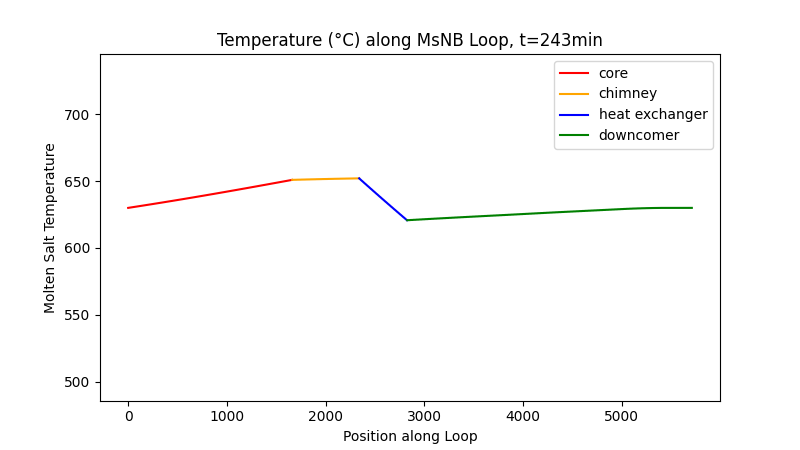 Temperature (°C) along MsNB Loop, t=243min
core
chimney
heat exchanger
downcomer
Molten Salt Temperature
700
650
600
550
500
0 1000 2000 3000 4000 5000
Position along Loop